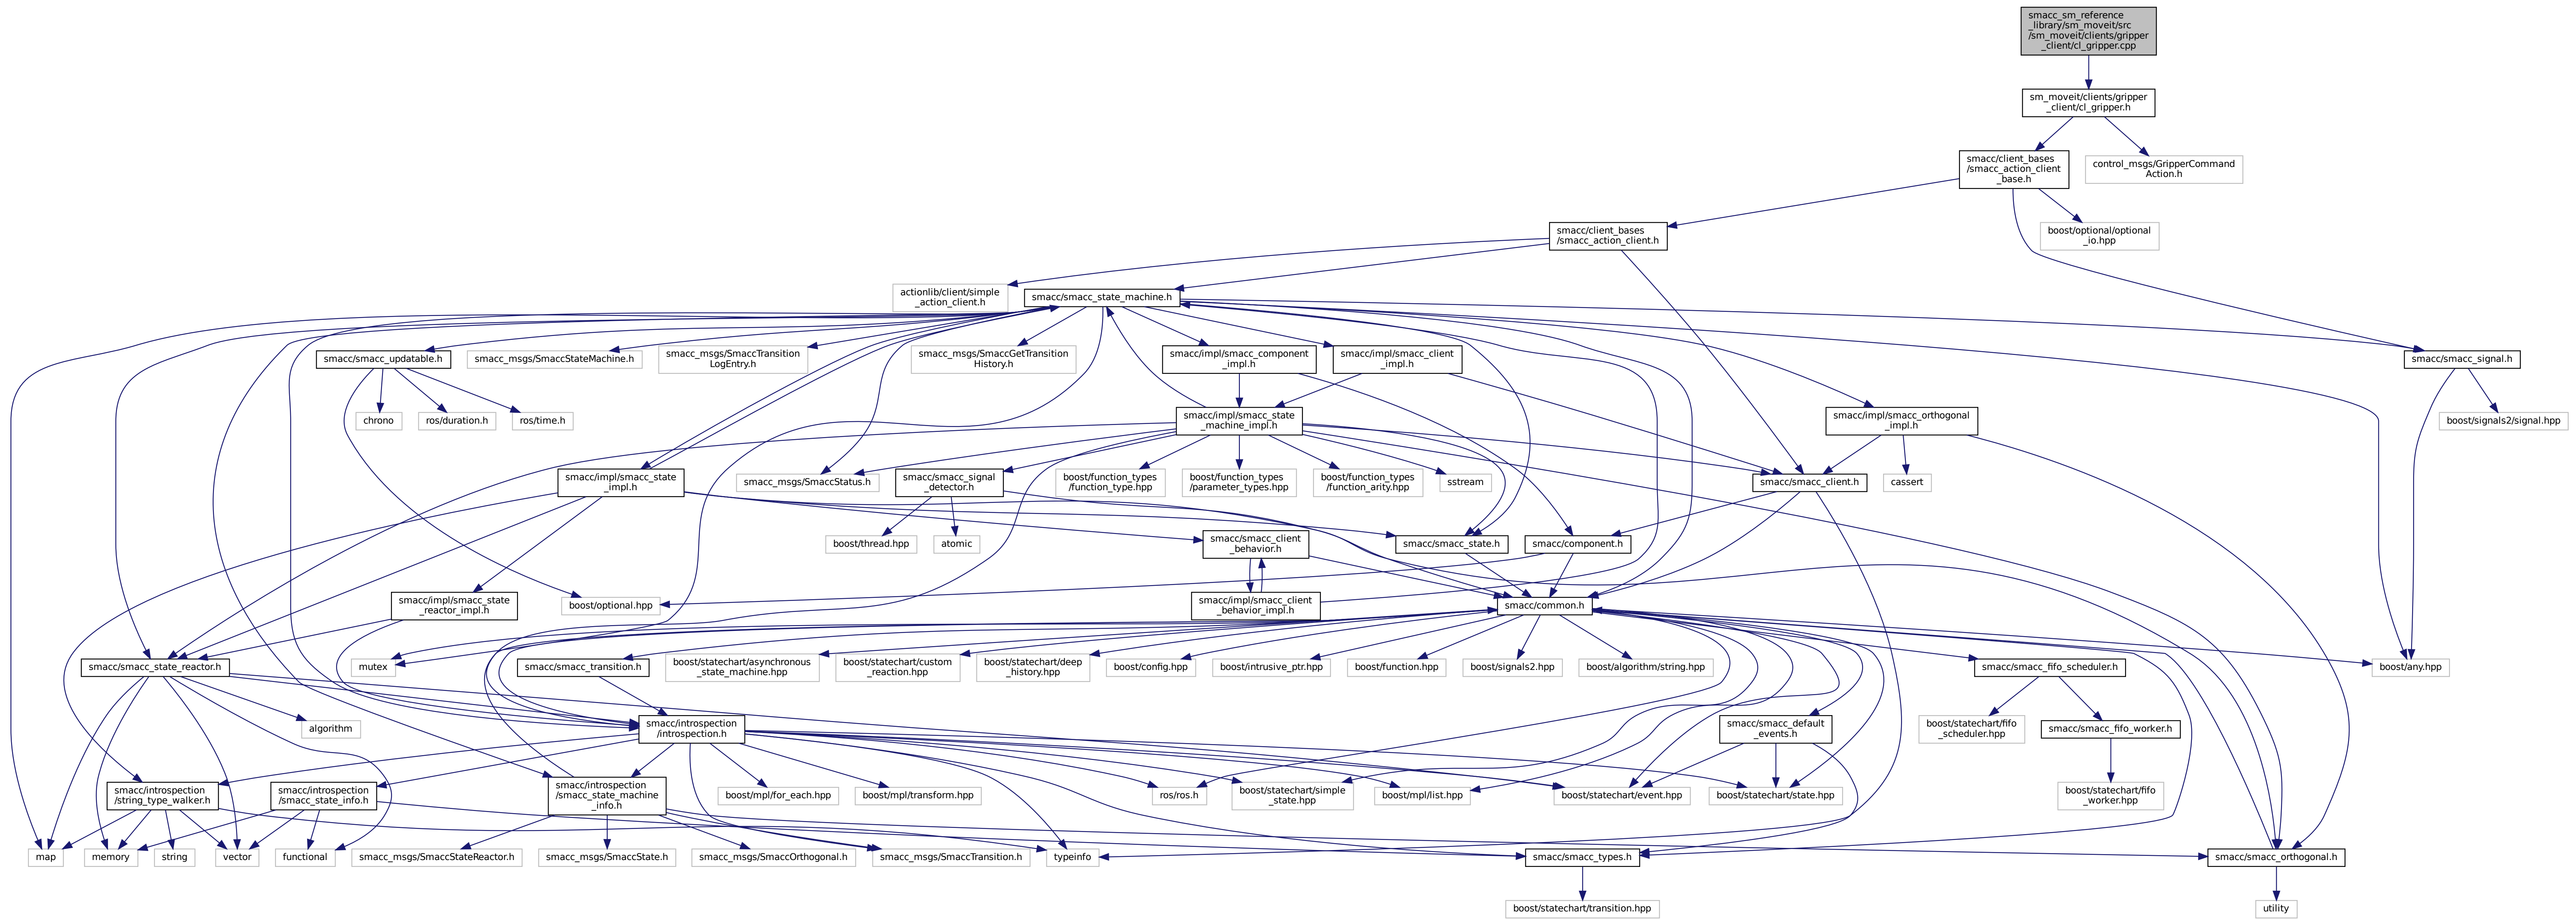 smacc_sm_reference
_library/sm_moveit/src
/sm_moveit/clients/gripper
_client/cl_gripper.cpp
sm_moveit/clients/gripper
_client/cl_gripper.h
smacc/client_bases
/smacc_action_client
_base.h
control_msgs/GripperCommand
Action.h
smacc/client_bases
/smacc_action_client.h
boost/optional/optional
_io.hpp
actionlib/client/simple
_action_client.h
smacc/smacc_state_machine.h
smacc/smacc_updatable.h
smacc_msgs/SmaccStateMachine.h
smacc_msgs/SmaccTransition
LogEntry.h
smacc_msgs/SmaccGetTransition
History.h
smacc/impl/smacc_component
_impl.h
smacc/impl/smacc_client
_impl.h
smacc/smacc_signal.h
chrono
ros/duration.h
ros/time.h
smacc/impl/smacc_state
_machine_impl.h
smacc/impl/smacc_orthogonal
_impl.h
boost/signals2/signal.hpp
smacc/impl/smacc_state
_impl.h
smacc_msgs/SmaccStatus.h
smacc/smacc_signal
_detector.h
boost/function_types
/function_type.hpp
boost/function_types
/parameter_types.hpp
boost/function_types
/function_arity.hpp
sstream
smacc/smacc_client.h
cassert
boost/thread.hpp
atomic
smacc/smacc_client
_behavior.h
smacc/smacc_state.h
smacc/component.h
smacc/impl/smacc_state
_reactor_impl.h
boost/optional.hpp
smacc/impl/smacc_client
_behavior_impl.h
smacc/common.h
smacc/smacc_state_reactor.h
mutex
smacc/smacc_transition.h
boost/statechart/asynchronous
_state_machine.hpp
boost/statechart/custom
_reaction.hpp
boost/statechart/deep
_history.hpp
boost/config.hpp
boost/intrusive_ptr.hpp
boost/function.hpp
boost/signals2.hpp
boost/algorithm/string.hpp
smacc/smacc_fifo_scheduler.h
boost/any.hpp
algorithm
smacc/introspection
/introspection.h
smacc/smacc_default
_events.h
boost/statechart/fifo
_scheduler.hpp
smacc/smacc_fifo_worker.h
smacc/introspection
/string_type_walker.h
smacc/introspection
/smacc_state_info.h
smacc/introspection
/smacc_state_machine
_info.h
boost/mpl/for_each.hpp
boost/mpl/transform.hpp
ros/ros.h
boost/statechart/simple
_state.hpp
boost/mpl/list.hpp
boost/statechart/event.hpp
boost/statechart/state.hpp
boost/statechart/fifo
_worker.hpp
map
memory
string
vector
functional
smacc_msgs/SmaccStateReactor.h
smacc_msgs/SmaccState.h
smacc_msgs/SmaccOrthogonal.h
smacc_msgs/SmaccTransition.h
typeinfo
smacc/smacc_types.h
smacc/smacc_orthogonal.h
boost/statechart/transition.hpp
utility